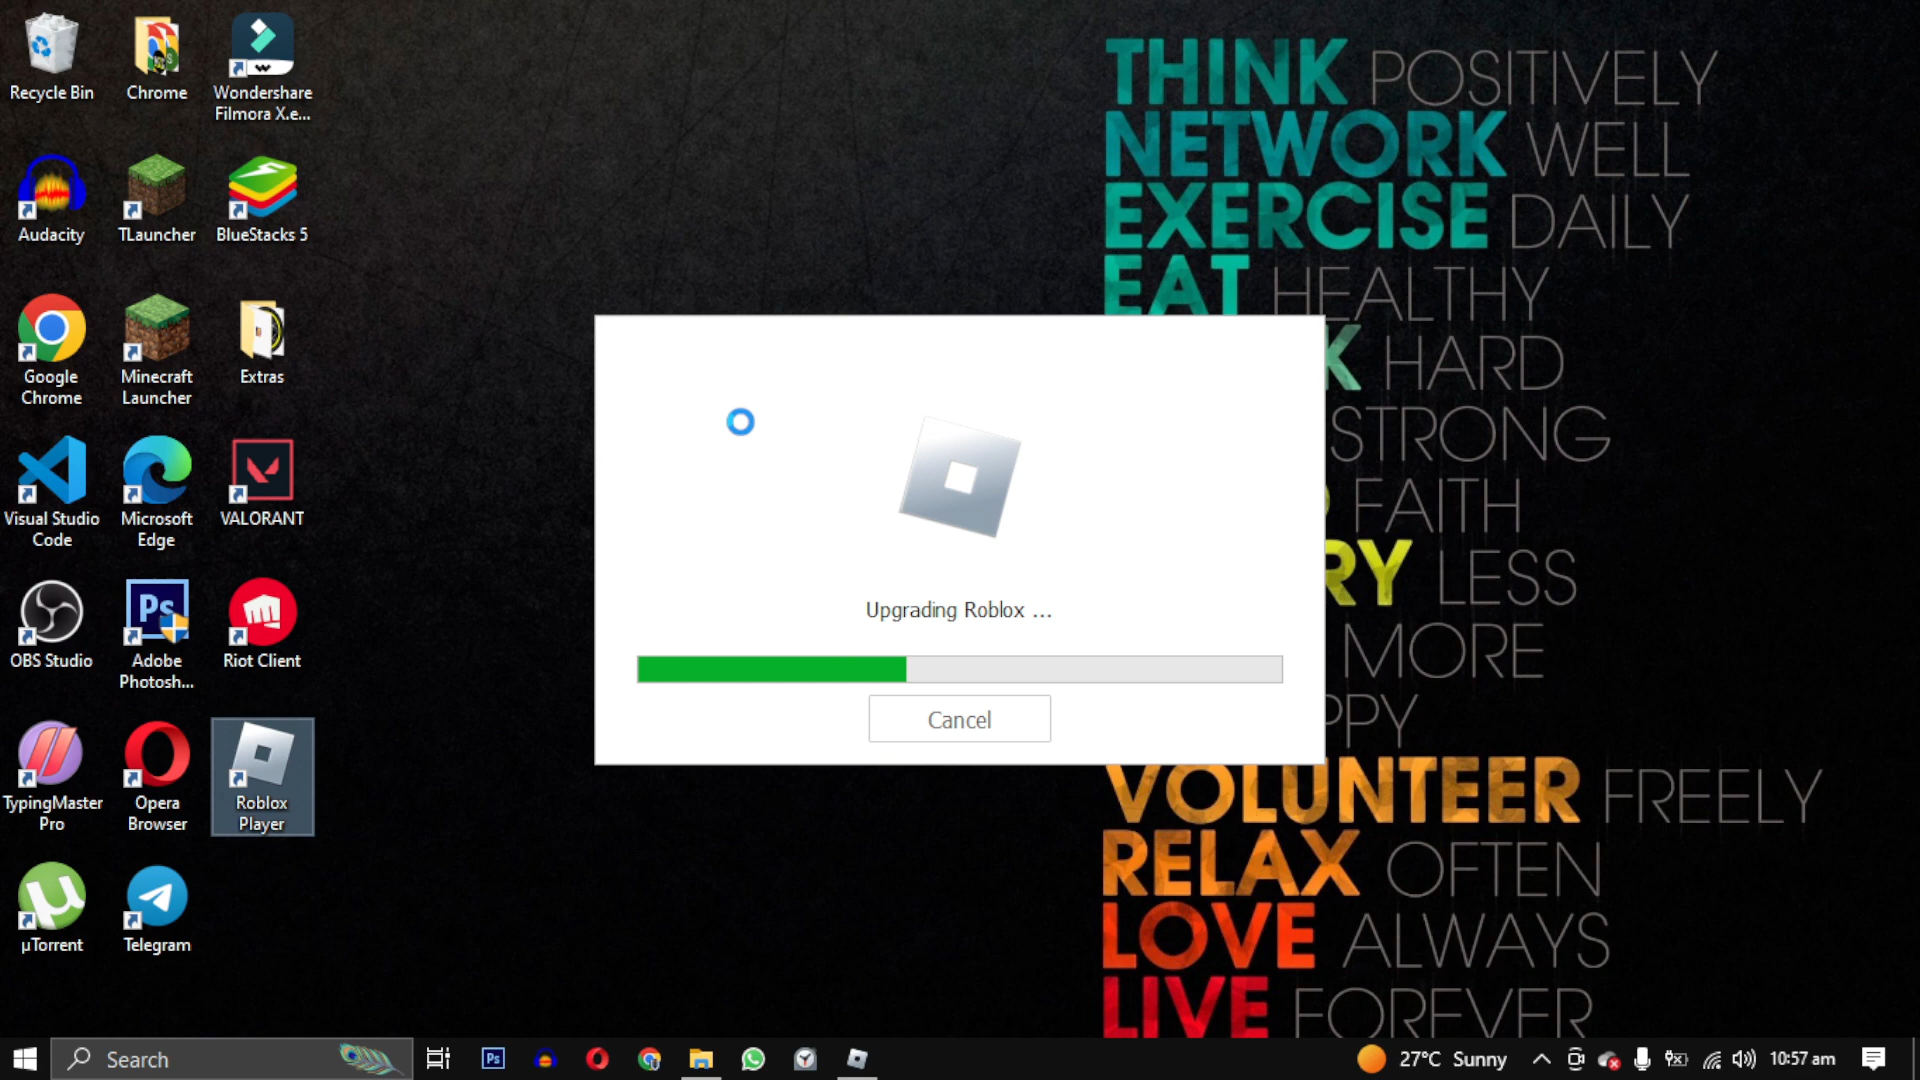 Recycle Bin
Chrome
Wondershare
Filmora X.e...
Audacity
TLauncher
BlueStacks 5
Google
Chrome
Minecraft
Launcher
Extras
Visual Studio
Code
Microsoft
Edge
VALORANT
OBS Studio
Ps
Adobe
Photosh...
Riot Client
TypingMaster
Pro
Opera
Browser
Roblox
Player
µTorrent
Telegram
THINK POSITIVELY
NETWORK WELL
EXERCISE DAILY
EAT HEALTHY
K HARD
STRONG
FAITH
RY LESS
MORE
PPY
VOLUNTEER FREELY
RELAX OFTEN
LOVE ALWAYS
LIVE FOREVER
Upgrading Roblox ...
Cancel
Search
Ps
27°C Sunny
10:57 am